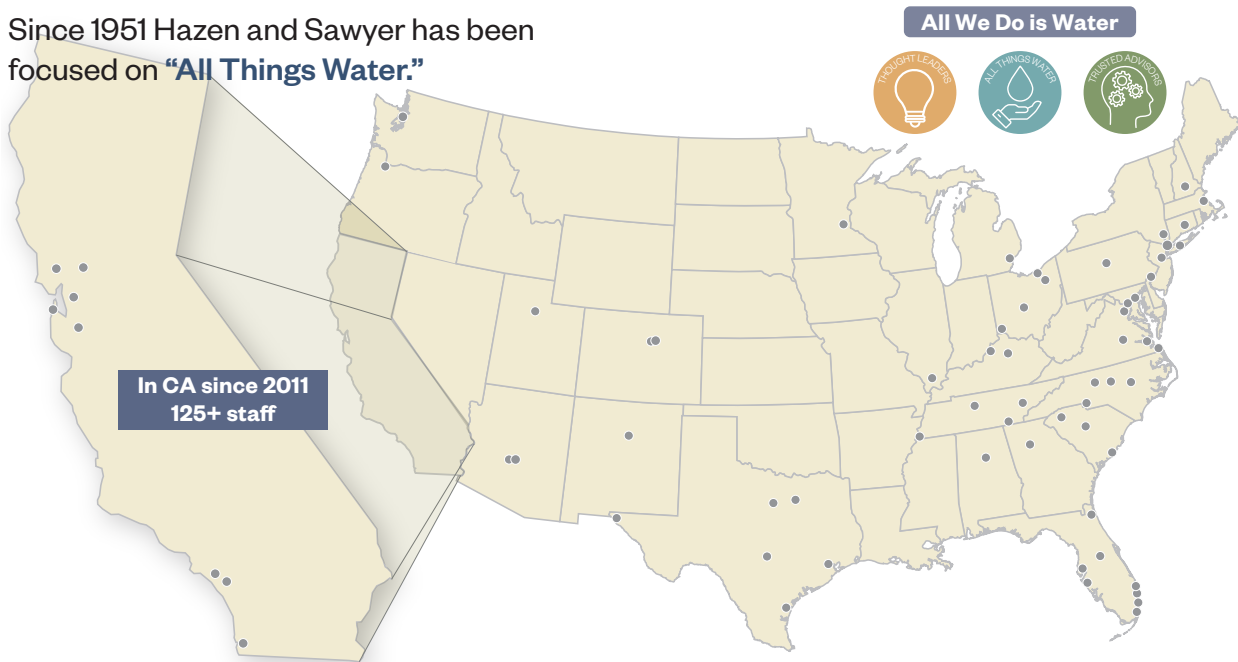 Since 1951 Hazen and Sawyer has been
focused on “All Things Water.”
All We Do is Water
THOUGHT LEADERS
ALL THINGS WATER
TRUSTED ADVISORS
In CA since 2011
125+ staff